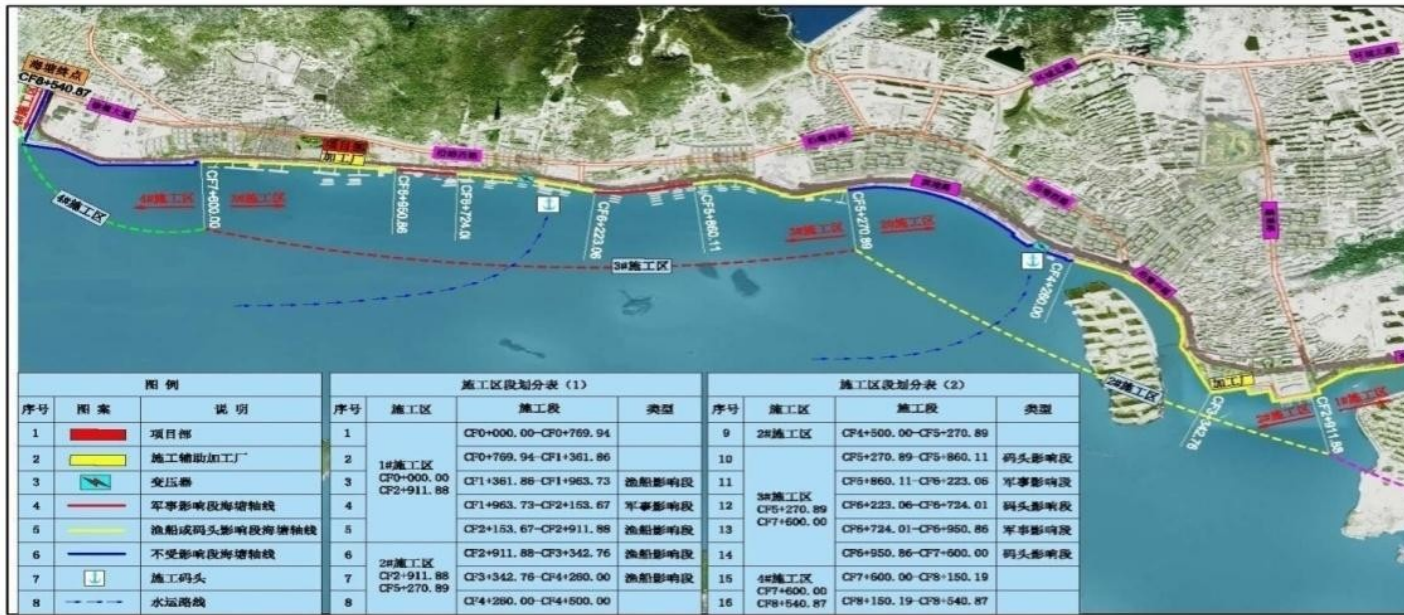 海塘终点
CF8+540.87
4#施工区
项目部
加工厂
CF7+600.00
4#施工区
3#施工区
CF6+950.86
CF6+724.01
CF6+223.06
CF5+860.11
3#施工区
2#施工区
CF5+270.89
CF4+260.00
3#施工区
2#施工区
加工厂
CF3+342.76
2#施工区
1#施工区
CF2+911.88
图 例
序号 图 案 说 明
1 项目部
2 施工辅助加工厂
3 变压器
4 军事影响段海塘轴线
5 渔船或码头影响段海塘轴线
6 不受影响段海塘轴线
7 施工码头
8 水运路线
施工区段划分表(1)
序号 施工区 施工段 类型
1#施工区
CF0+000.00
CF2+911.88
1 CF0+000.00-CF0+769.94
2 CF0+769.94-CF1+361.86
3 CF1+361.86-CF1+963.73 渔船影响段
4 CF1+963.73-CF2+153.67 军事影响段
5 CF2+153.67-CF2+911.88 渔船影响段
2#施工区
CF2+911.88
CF5+270.89
6 CF2+911.88-CF3+342.76 渔船影响段
7 CF3+342.76-CF4+260.00 渔船影响段
8 CF4+260.00-CF4+500.00
施工区段划分表(2)
序号 施工区 施工段 类型
9 2#施工区 CF4+500.00-CF5+270.89
3#施工区
CF5+270.89
CF7+600.00
10 CF5+270.89-CF5+860.11 码头影响段
11 CF5+860.11-CF6+223.06 军事影响段
12 CF6+223.06-CF6+724.01 码头影响段
13 CF6+724.01-CF6+950.86 军事影响段
14 CF6+950.86-CF7+600.00 码头影响段
4#施工区
CF7+600.00
CF8+540.87
15 CF7+600.00-CF8+150.19
16 CF8+150.19-CF8+540.87